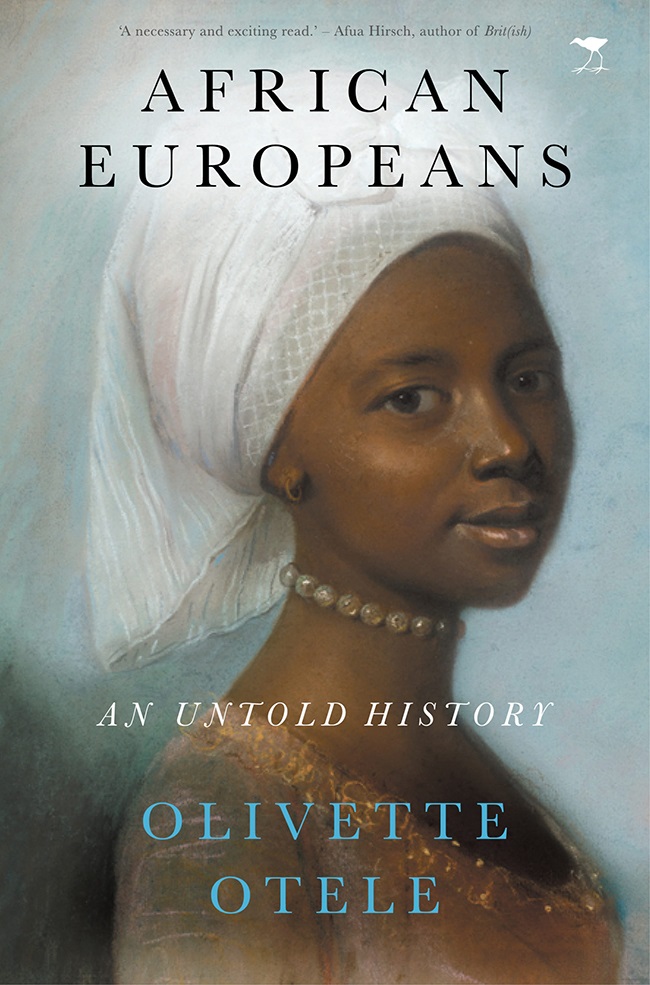 ‘A necessary and exciting read.’ – Afua Hirsch, author of Brit(ish)
AFRICAN
EUROPEANS
AN UNTOLD HISTORY
OLIVETTE
OTELE